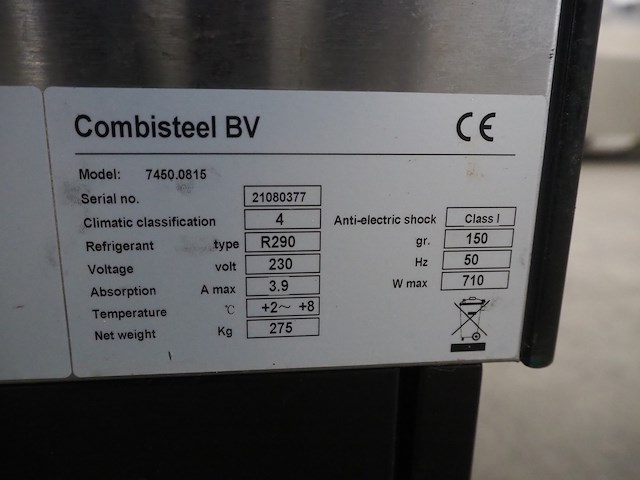 Combisteel BV CE
Model: 7450.0815
Serial no. 21080377
Climatic classification 4 Anti-electric shock Class I
Refrigerant type R290 gr. 150
Voltage volt 230 Hz 50
Absorption A max 3.9 W max 710
Temperature °C +2~ +8
Net weight Kg 275